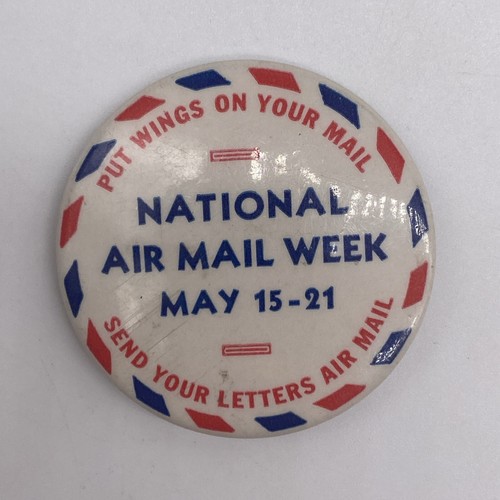 PUT WINGS ON YOUR MAIL
NATIONAL
AIR MAIL WEEK
MAY 15-21
SEND YOUR LETTERS AIR MAIL